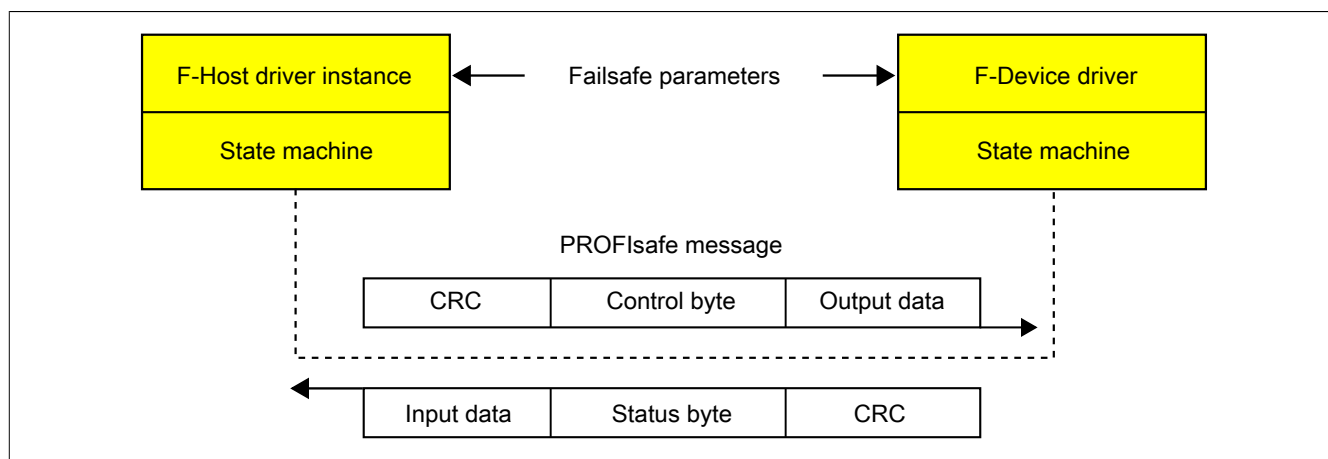 F-Host driver instance
Failsafe parameters
F-Device driver
State machine
State machine
PROFIsafe message
CRC
Control byte
Output data
Input data
Status byte
CRC